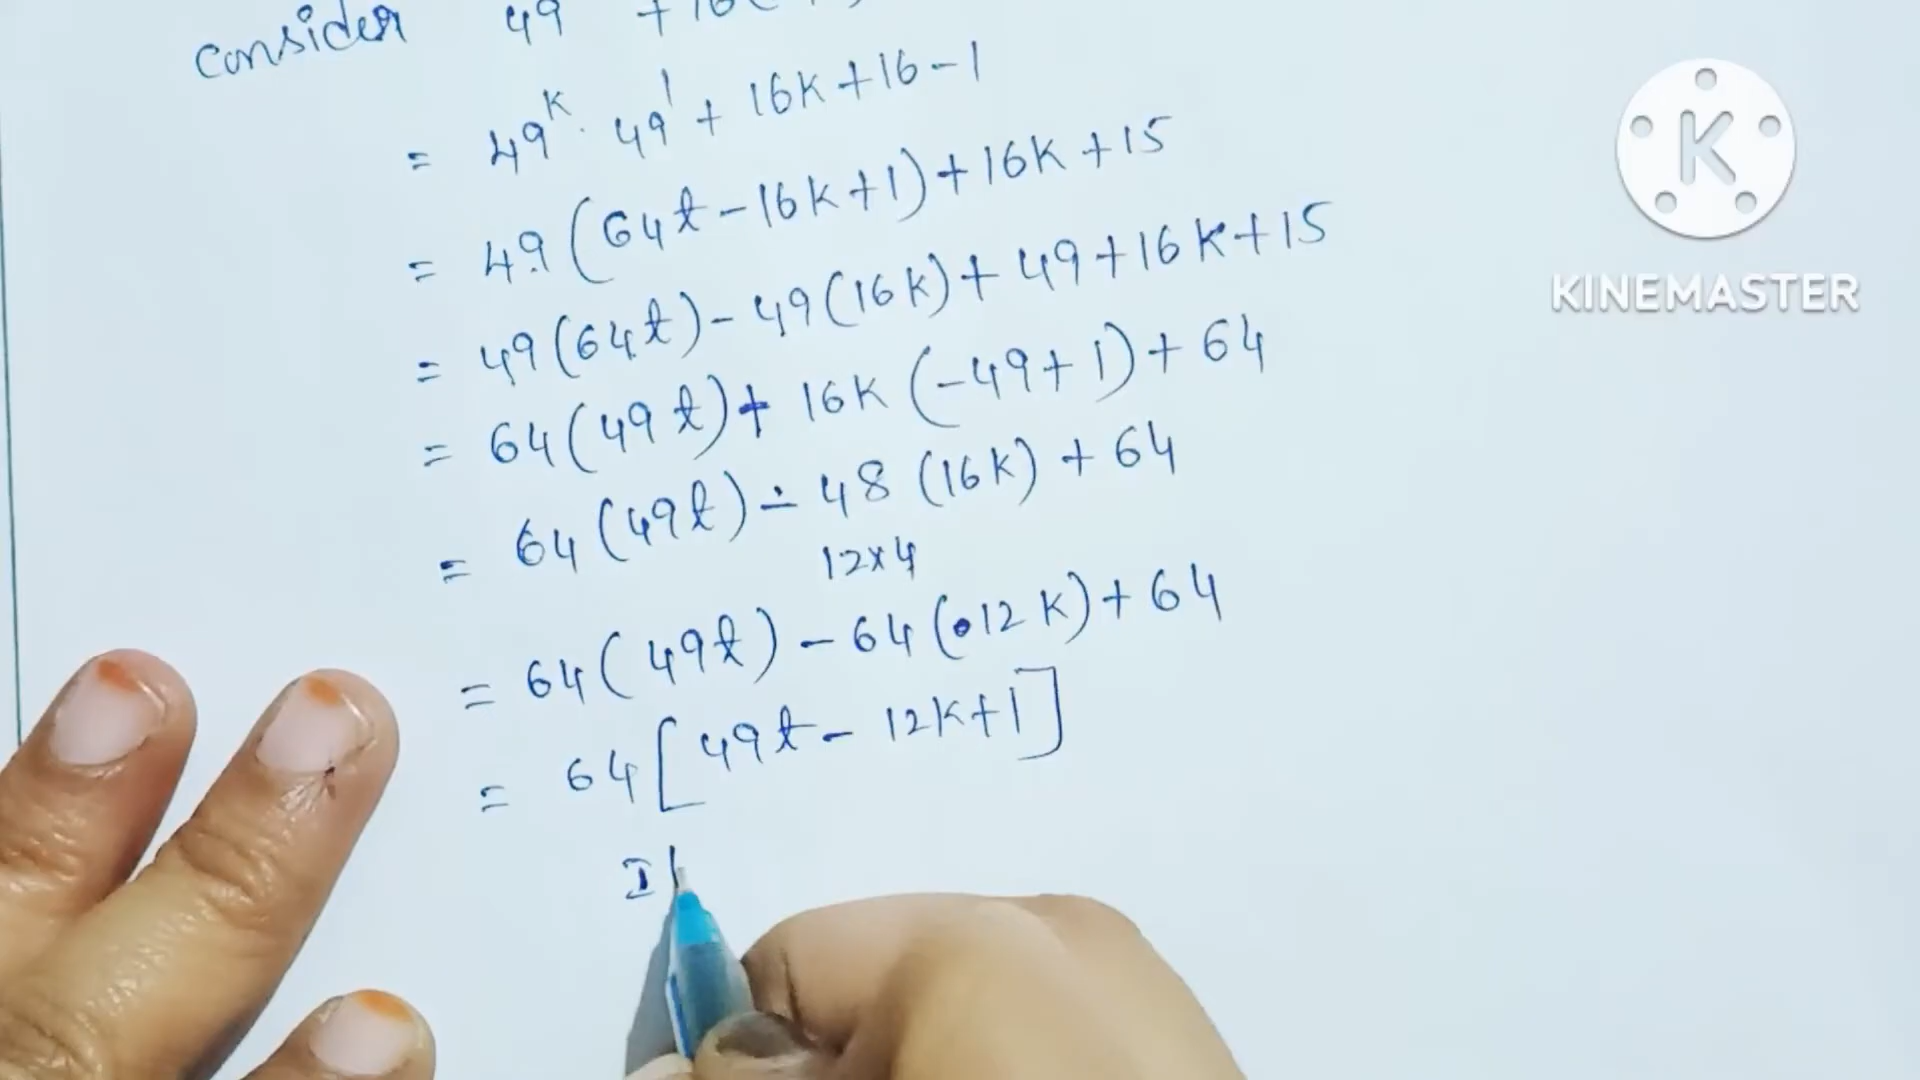 consider 49 + 16
= 49^k . 49^1 + 16k + 16 - 1
= 49 (64t - 16k + 1) + 16k + 15
= 49 (64t) - 49 (16k) + 49 + 16k + 15
= 64 (49t) + 16k (-49 + 1) + 64
= 64 (49t) - 48 (16k) + 64
12x4
= 64 (49t) - 64 (12k) + 64
= 64 [49t - 12k + 1]
K
KINEMASTER